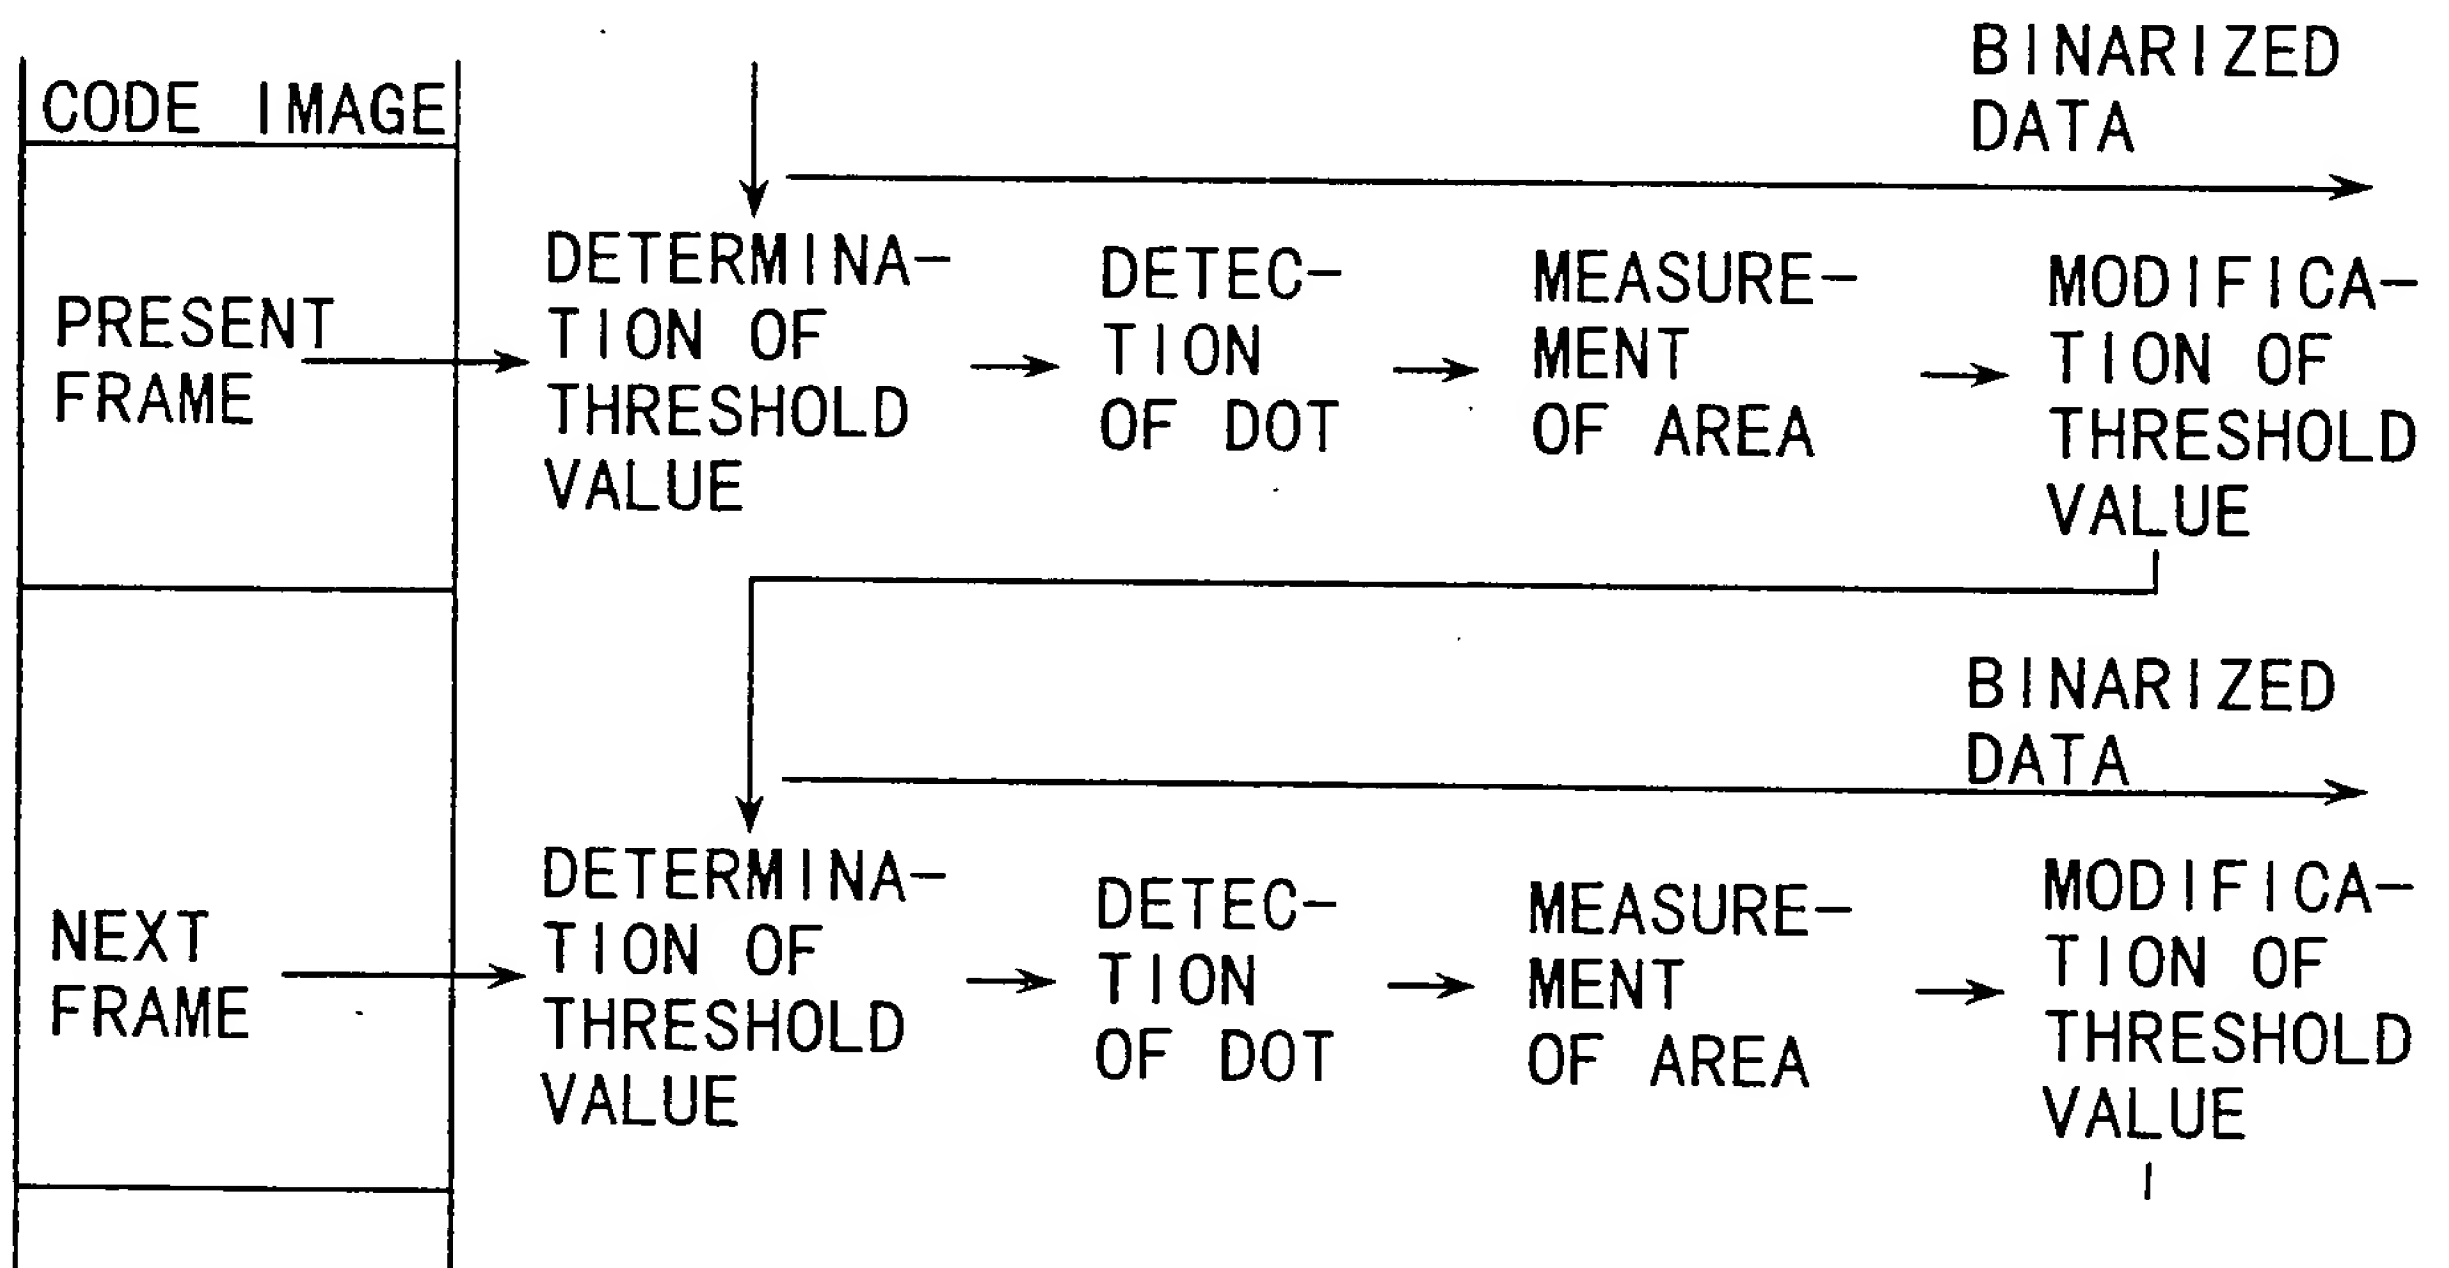 CODE IMAGE
BINARIZED
DATA
PRESENT
FRAME
DETERMINA-
TION OF
THRESHOLD
VALUE
DETEC-
TION
OF DOT
MEASURE-
MENT
OF AREA
MODIFICA-
TION OF
THRESHOLD
VALUE
BINARIZED
DATA
NEXT
FRAME
DETERMINA-
TION OF
THRESHOLD
VALUE
DETEC-
TION
OF DOT
MEASURE-
MENT
OF AREA
MODIFICA-
TION OF
THRESHOLD
VALUE